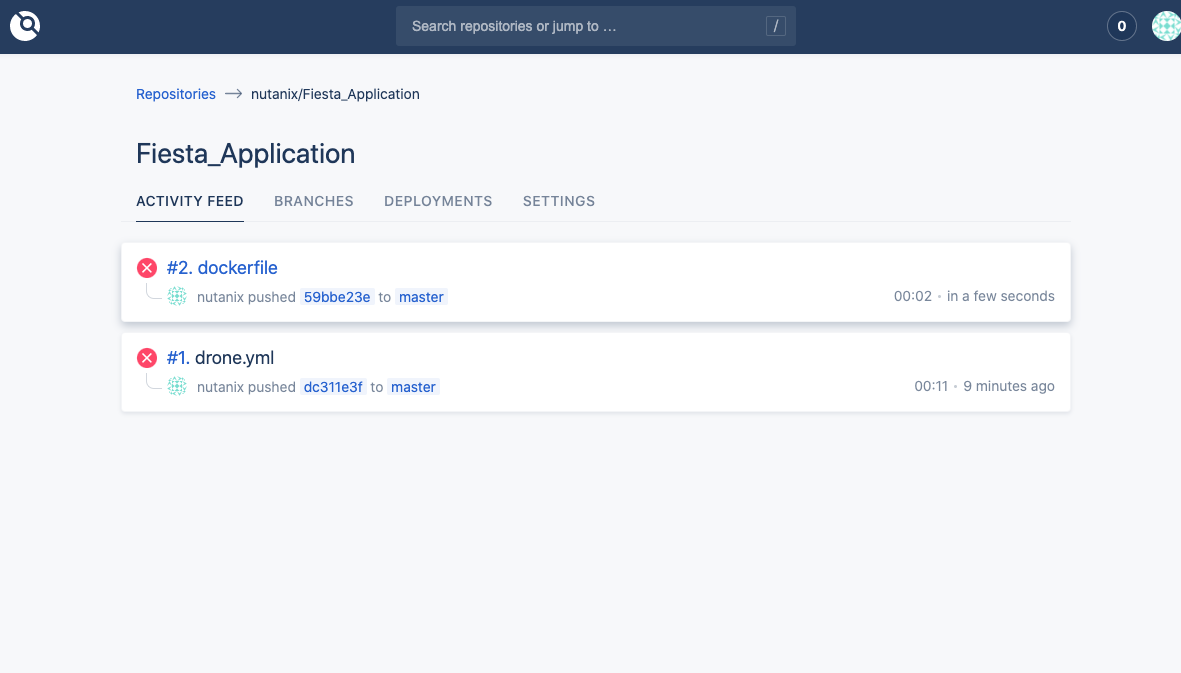 Search repositories or jump to … /
0
Repositories → nutanix/Fiesta_Application
Fiesta_Application
ACTIVITY FEED BRANCHES DEPLOYMENTS SETTINGS
#2. dockerfile
nutanix pushed 59bbe23e to master 00:02 • in a few seconds
#1. drone.yml
nutanix pushed dc311e3f to master 00:11 • 9 minutes ago